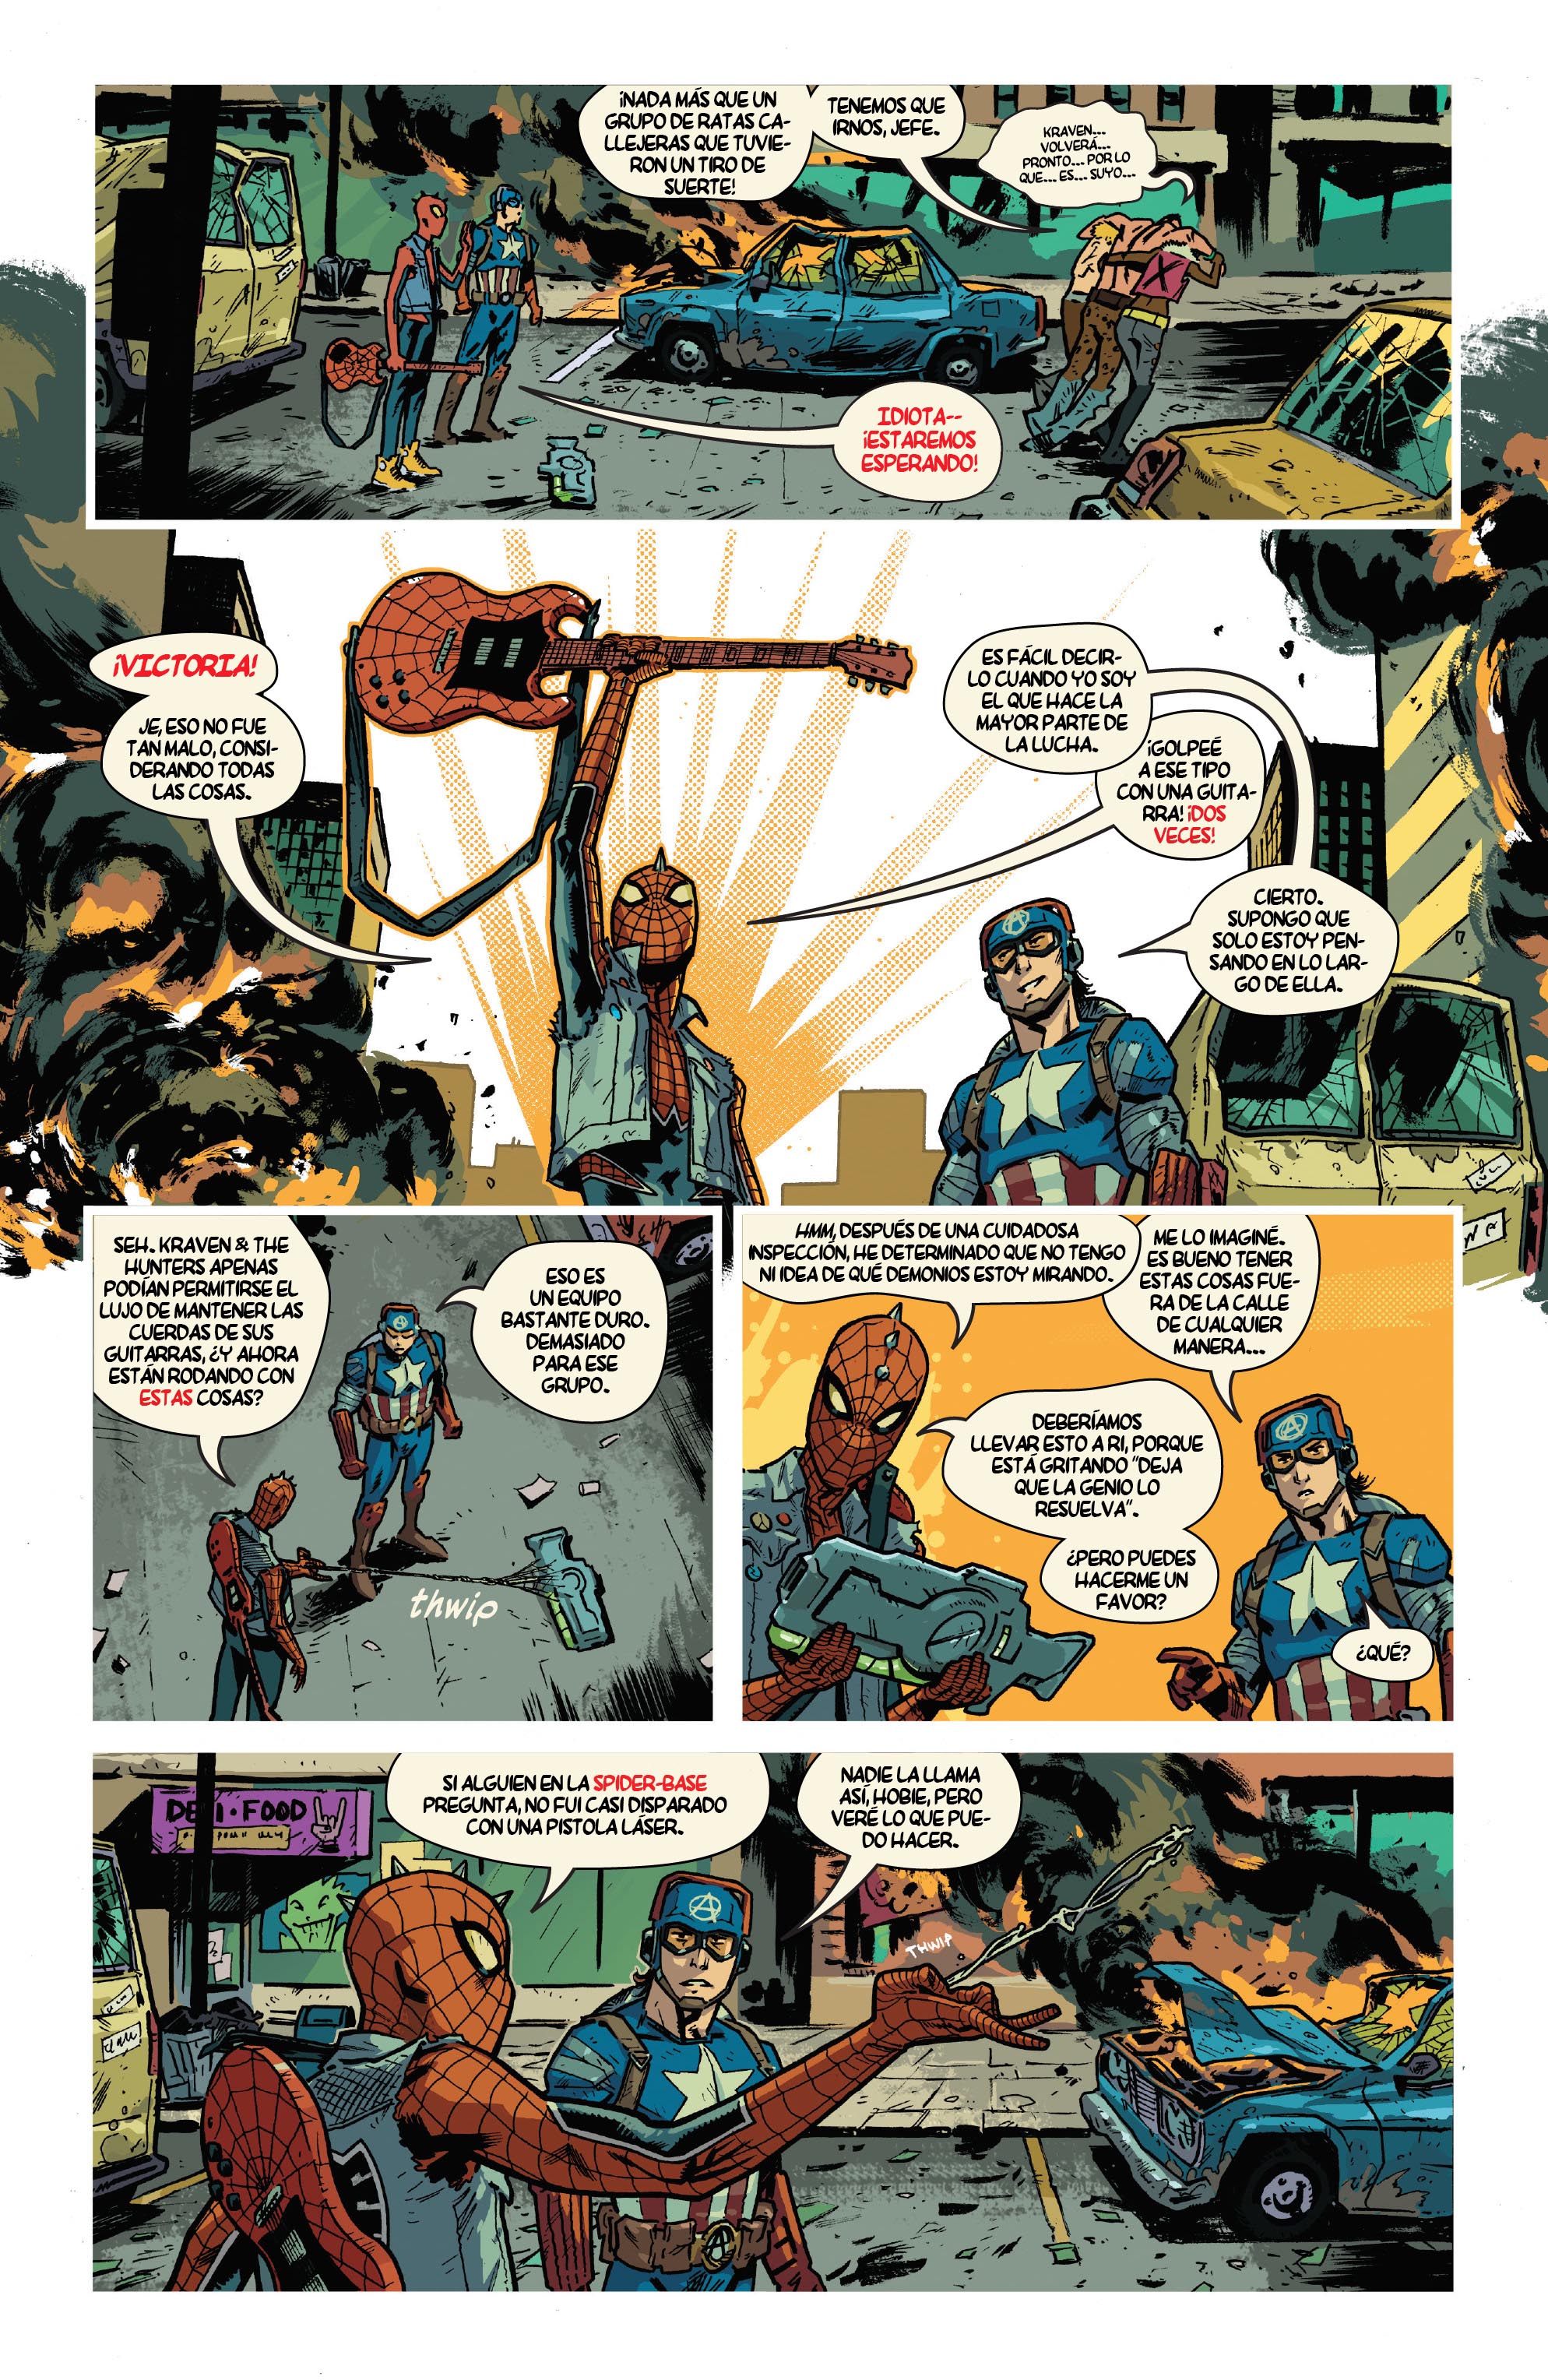 ¡NADA MÁS QUE UN
GRUPO DE RATAS CA-
LLEJERAS QUE TUVIE-
RON UN TIRO DE
SUERTE!
TENEMOS QUE
IRNOS, JEFE.
KRAVEN...
VOLVERÁ...
PRONTO... POR LO
QUE... ES... SUYO...
X
IDIOTA--
¡ESTAREMOS
ESPERANDO!
¡VICTORIA!
JE, ESO NO FUE
TAN MALO, CONSI-
DERANDO TODAS
LAS COSAS.
ES FÁCIL DECIR-
LO CUANDO YO SOY
EL QUE HACE LA
MAYOR PARTE DE
LA LUCHA.
¡GOLPEÉ
A ESE TIPO
CON UNA GUITA-
RRA! ¡DOS
VECES!
CIERTO.
SUPONGO QUE
SOLO ESTOY PEN-
SANDO EN LO LAR-
GO DE ELLA.
A
SEH. KRAVEN & THE
HUNTERS APENAS
PODÍAN PERMITIRSE EL
LUJO DE MANTENER LAS
CUERDAS DE SUS
GUITARRAS, ¿Y AHORA
ESTÁN RODANDO CON
ESTAS COSAS?
ESO ES
UN EQUIPO
BASTANTE DURO.
DEMASIADO
PARA ESE
GRUPO.
A
thwip
HMM, DESPUÉS DE UNA CUIDADOSA
INSPECCIÓN, HE DETERMINADO QUE NO TENGO
NI IDEA DE QUÉ DEMONIOS ESTOY MIRANDO.
ME LO IMAGINÉ.
ES BUENO TENER
ESTAS COSAS FUE-
RA DE LA CALLE
DE CUALQUIER
MANERA...
DEBERÍAMOS
LLEVAR ESTO A RI, PORQUE
ESTÁ GRITANDO "DEJA
QUE LA GENIO LO
RESUELVA".
¿PERO PUEDES
HACERME UN
FAVOR?
A
¿QUÉ?
SI ALGUIEN EN LA SPIDER-BASE
PREGUNTA, NO FUI CASI DISPARADO
CON UNA PISTOLA LÁSER.
NADIE LA LLAMA
ASÍ, HOBIE, PERO
VERÉ LO QUE PUE-
DO HACER.
DELI·FOOD
A
THWIP
A